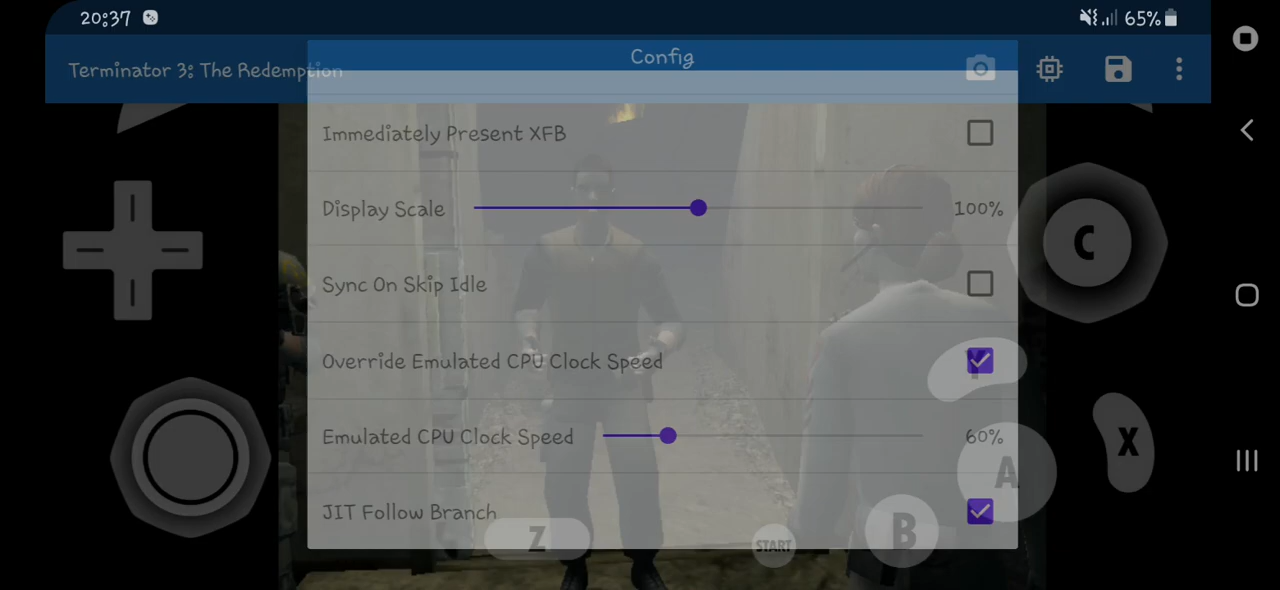 20:37
65%
Terminator 3: The Redemption
Config
Immediately Present XFB
Display Scale
100%
Sync On Skip Idle
Override Emulated CPU Clock Speed
Emulated CPU Clock Speed
60%
JIT Follow Branch
C
Y
X
A
B
Z
START